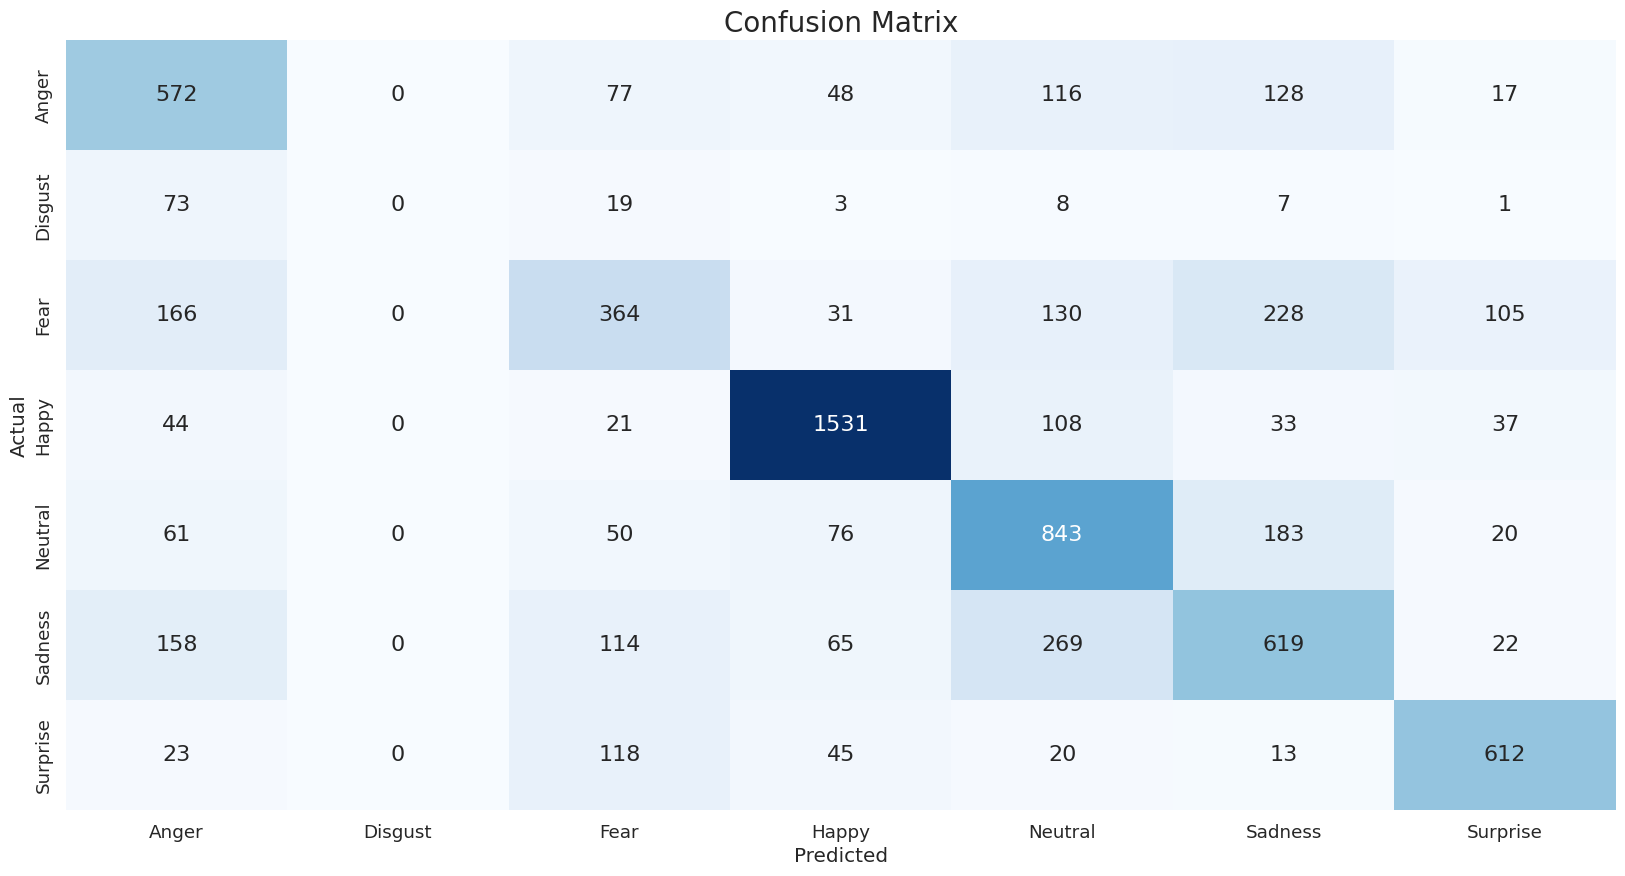 Confusion Matrix
Actual
Anger 572 0 77 48 116 128 17
Disgust 73 0 19 3 8 7 1
Fear 166 0 364 31 130 228 105
Happy 44 0 21 1531 108 33 37
Neutral 61 0 50 76 843 183 20
Sadness 158 0 114 65 269 619 22
Surprise 23 0 118 45 20 13 612
Anger Disgust Fear Happy Neutral Sadness Surprise
Predicted